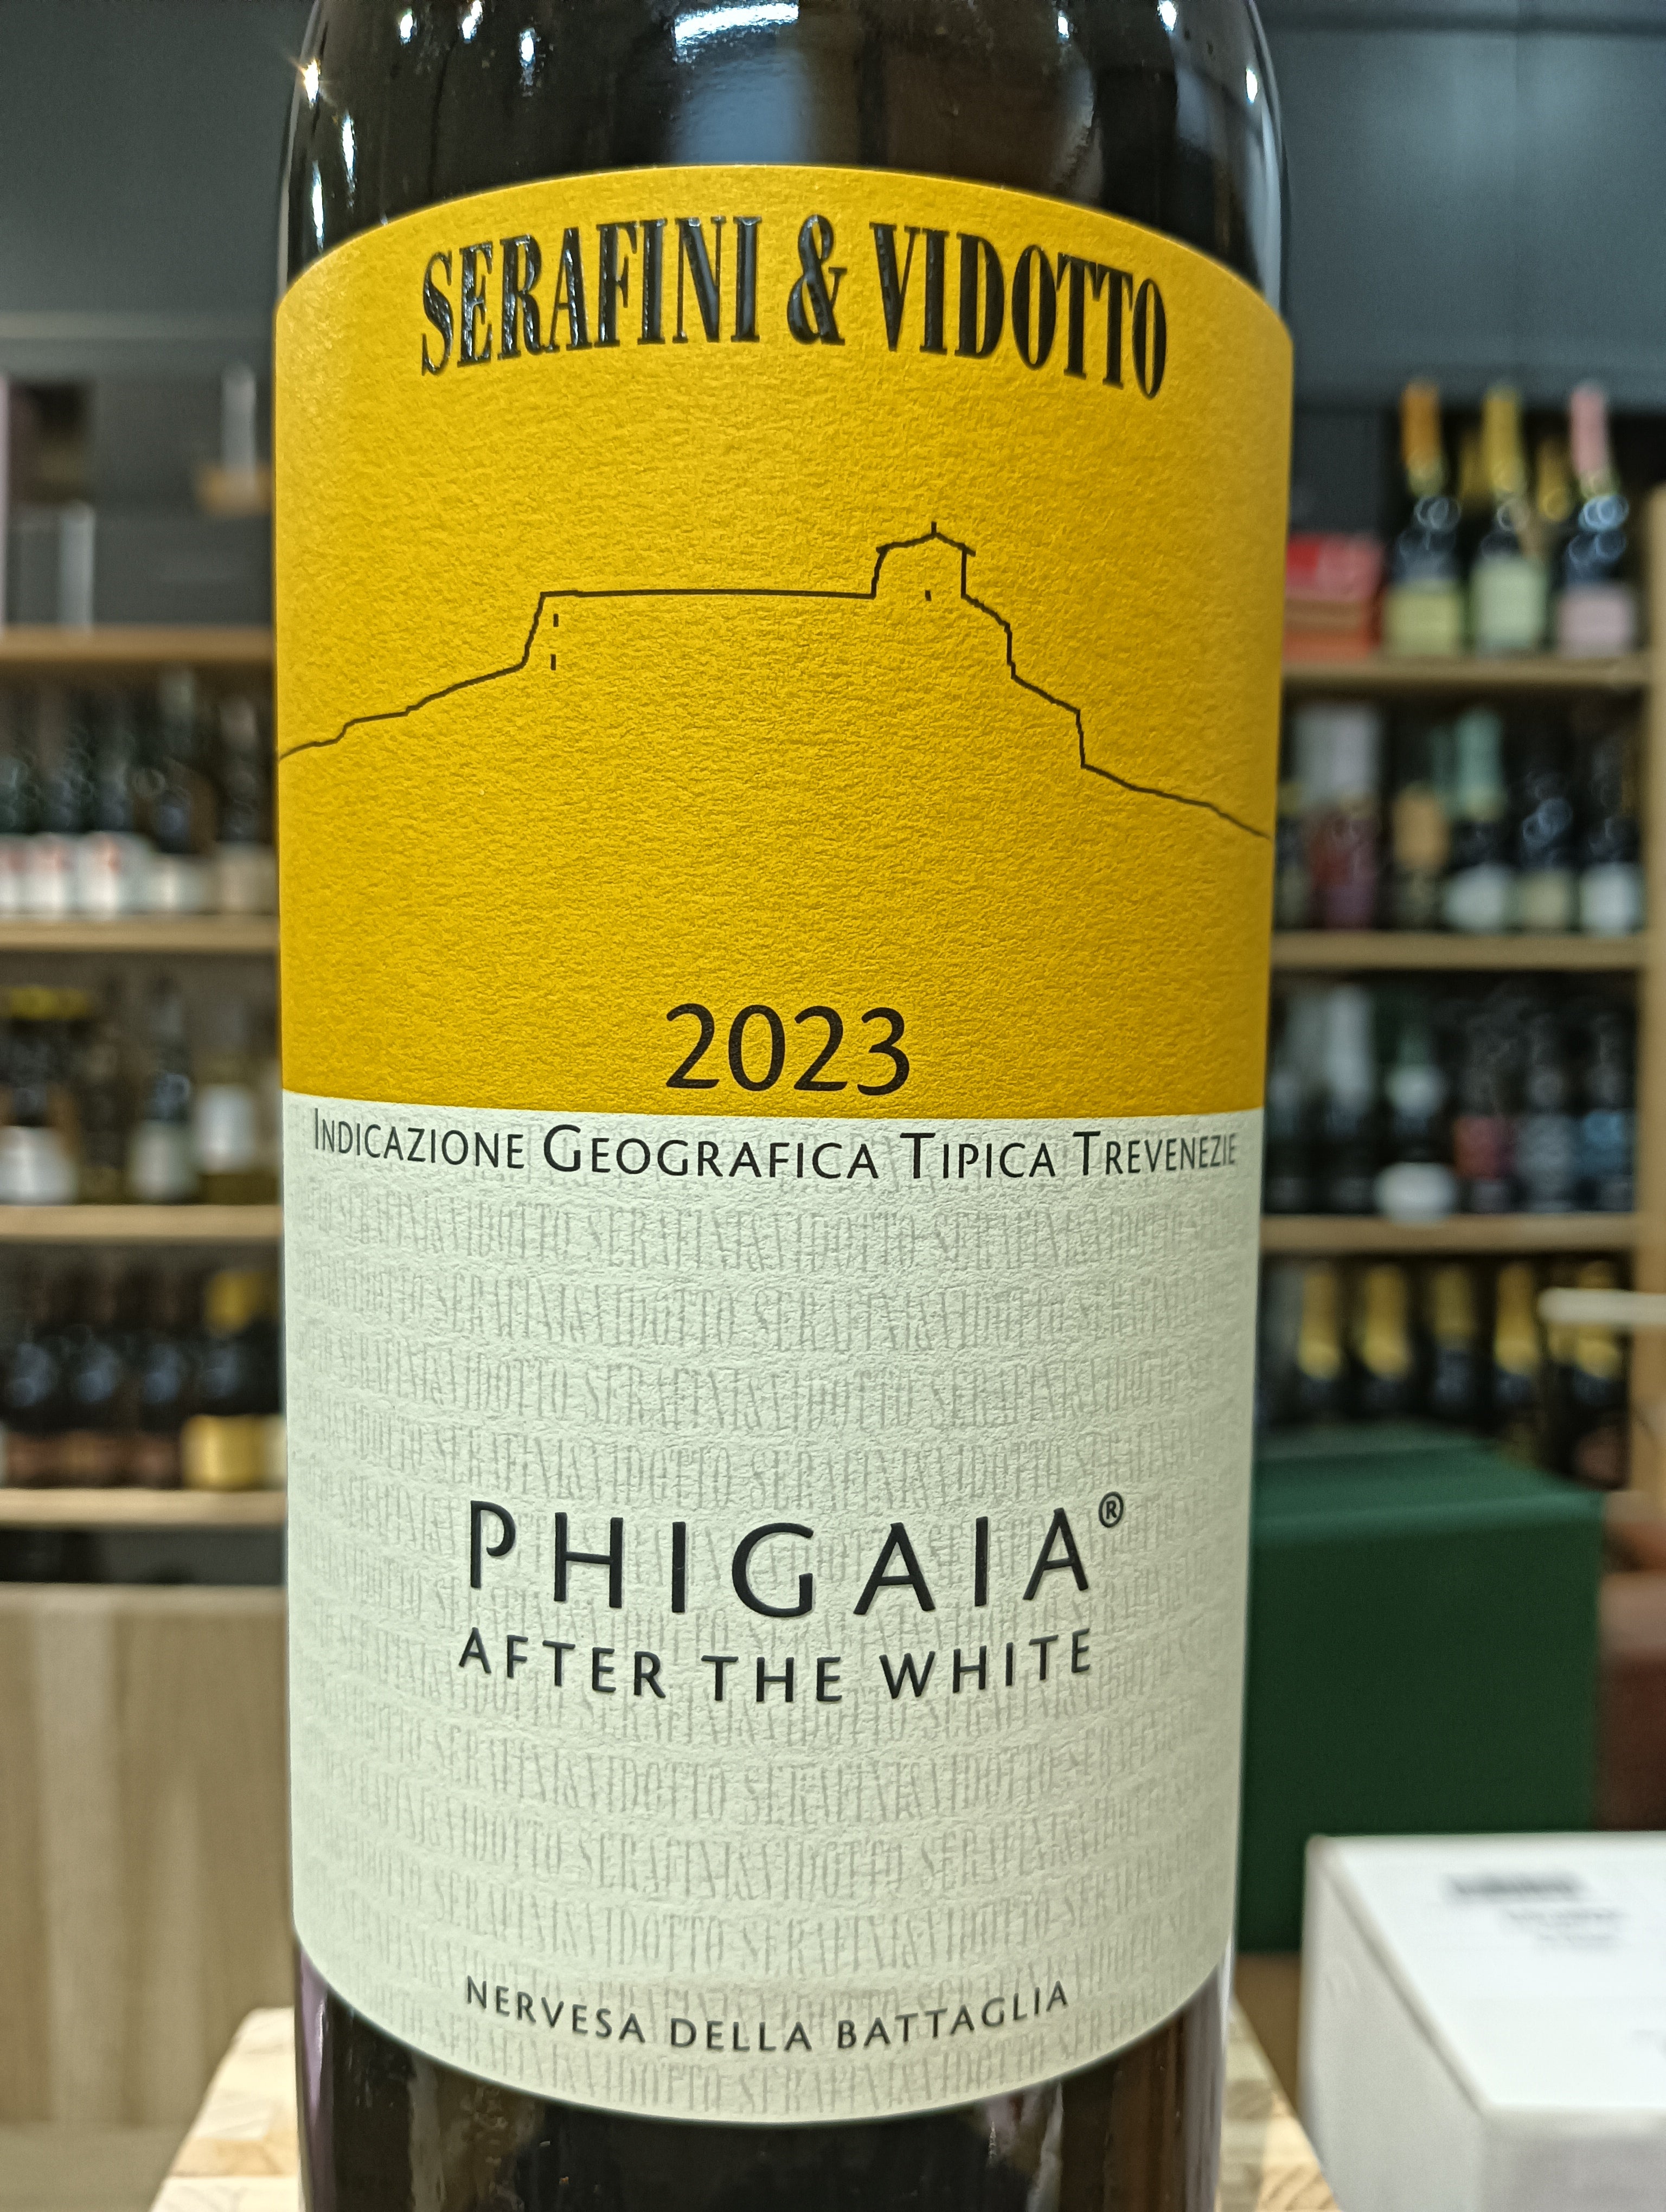 SERAFINI & VIDOTTO
2023
INDICAZIONE GEOGRAFICA TIPICA TREVENEZIE
PHIGAIA®
AFTER THE WHITE
NERVESA DELLA BATTAGLIA